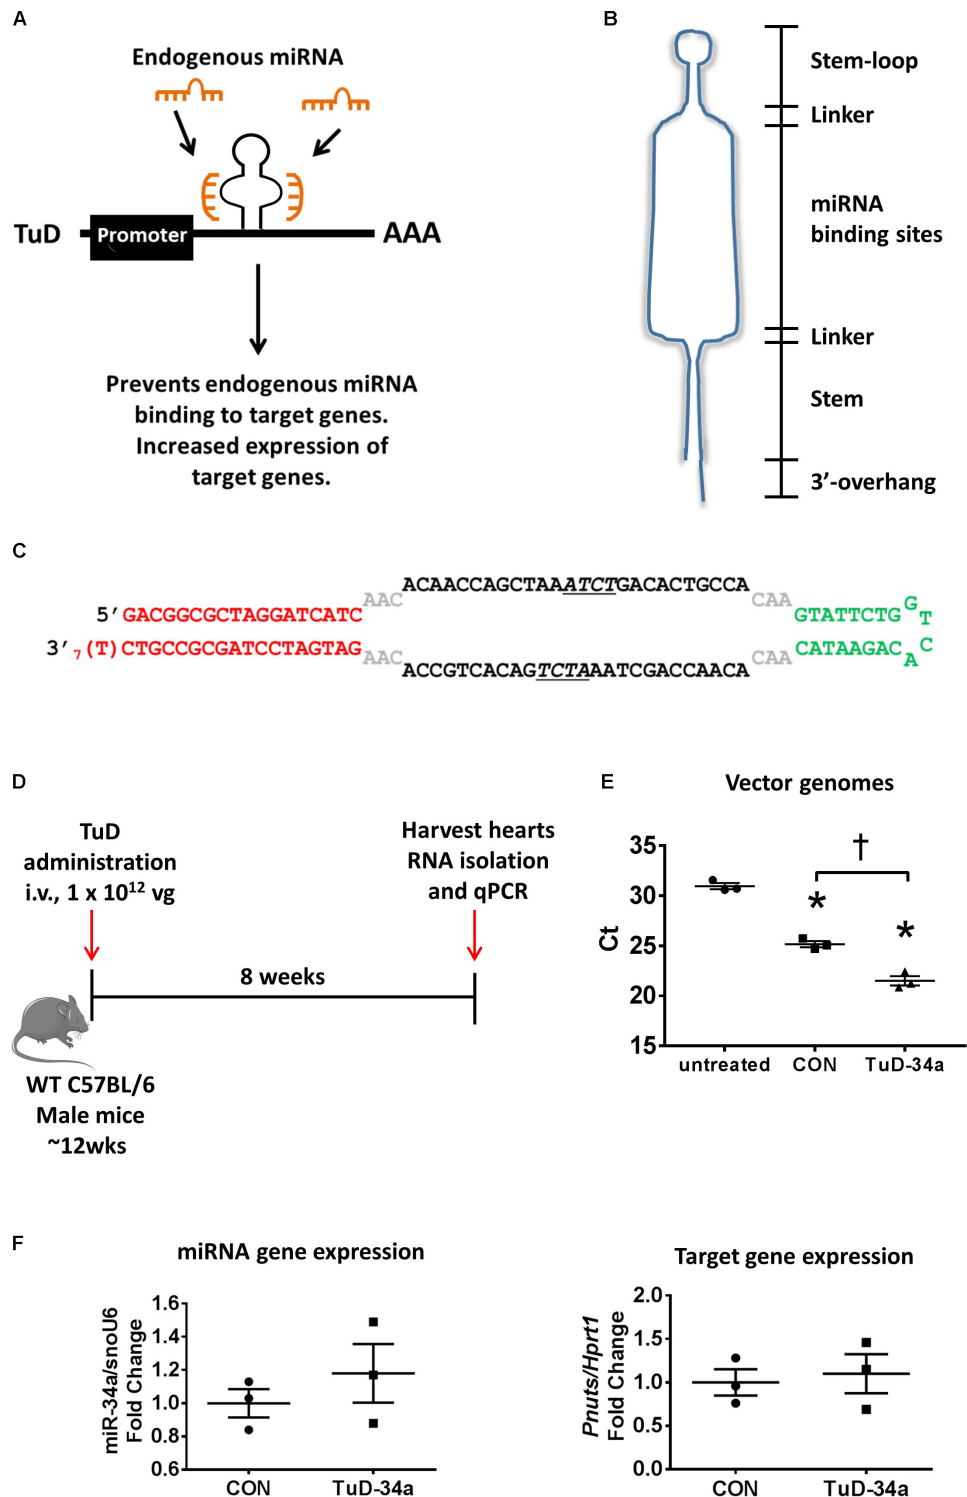 A
Endogenous miRNA
TuD
Promoter
AAA
Prevents endogenous miRNA
binding to target genes.
Increased expression of
target genes.
B
Stem-loop
Linker
miRNA
binding sites
Linker
Stem
3'-overhang
C
5' GACGGCGCTAGGATCATC AAC ACAACCAGCTAAATCTGACACTGCCA CAA GTATTCTG G T
3' 7 (T) CTGCCGCGATCCTAGTAG AAC ACCGTCACAGTCTAAATCGACCAACA CAA CATAAGAC A C
D
TuD
administration
i.v., 1 x 10¹² vg
Harvest hearts
RNA isolation
and qPCR
8 weeks
WT C57BL/6
Male mice
~12wks
E
Vector genomes
Ct
35
30
25
20
15
†
*
*
untreated CON TuD-34a
F
miRNA gene expression
miR-34a/snoU6
Fold Change
1.6
1.4
1.2
1.0
0.8
0.6
CON TuD-34a
Target gene expression
Pnuts/Hprt1
Fold Change
2.0
1.5
1.0
0.5
0.0
CON TuD-34a